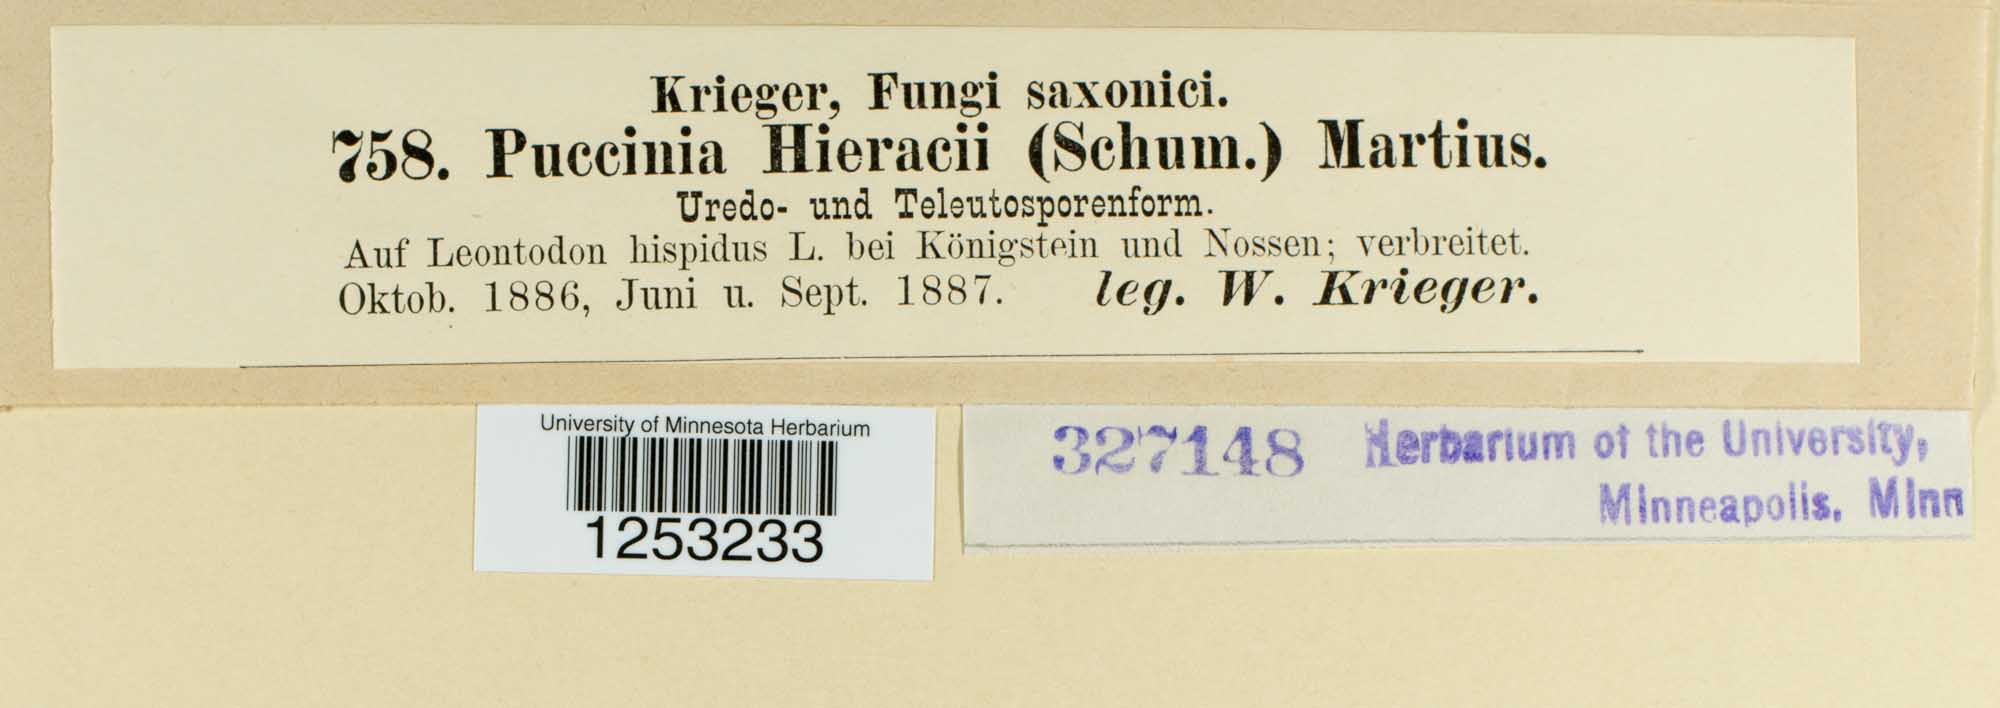 Krieger, Fungi saxonici.
758. Puccinia Hieracii (Schum.) Martius.
Uredo- und Teleutosporenform.
Auf Leontodon hispidus L. bei Königstein und Nossen; verbreitet.
Oktob. 1886, Juni u. Sept. 1887. leg. W. Krieger.
University of Minnesota Herbarium
1253233
327148 Herbarium of the University,
Minneapolis, Minn